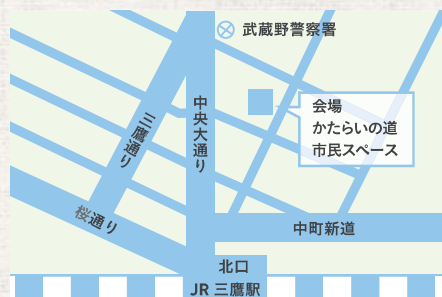 武蔵野警察署
会場
かたらいの道
市民スペース
中央大通り
三鷹通り
桜通り
中町新道
北口
JR 三鷹駅